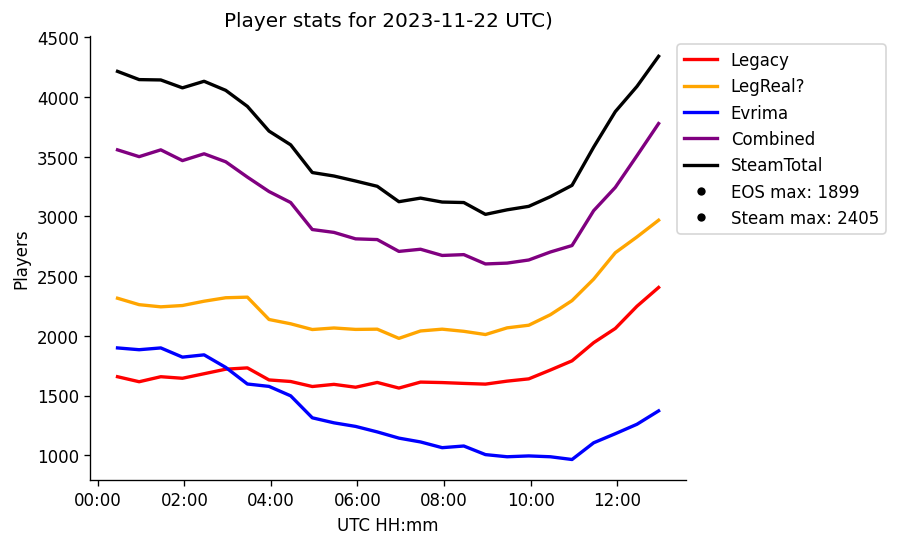 Player stats for 2023-11-22 UTC)
4500
4000
3500
3000
2500
2000
1500
1000
Players
00:00 02:00 04:00 06:00 08:00 10:00 12:00
UTC HH:mm
Legacy
LegReal?
Evrima
Combined
SteamTotal
EOS max: 1899
Steam max: 2405